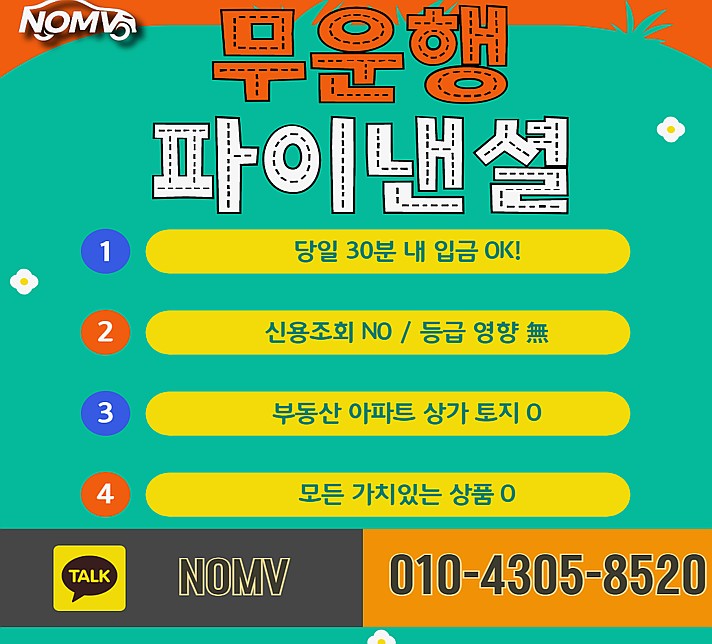 NOMV
무운행
파이낸셜
1 당일 30분 내 입금 OK!
2 신용조회 NO / 등급 영향 無
3 부동산 아파트 상가 토지 O
4 모든 가치있는 상품 O
TALK NOMV 010-4305-8520